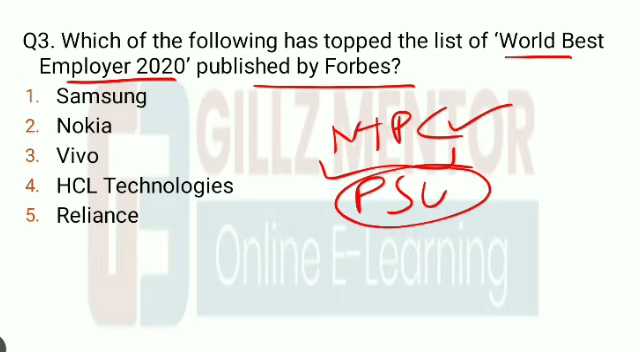 Q3. Which of the following has topped the list of ‘World Best
Employer 2020’ published by Forbes?
1. Samsung
2. Nokia
3. Vivo
4. HCL Technologies
5. Reliance
NTPC
PSU
GILLZ MENTOR
Online E-Learning